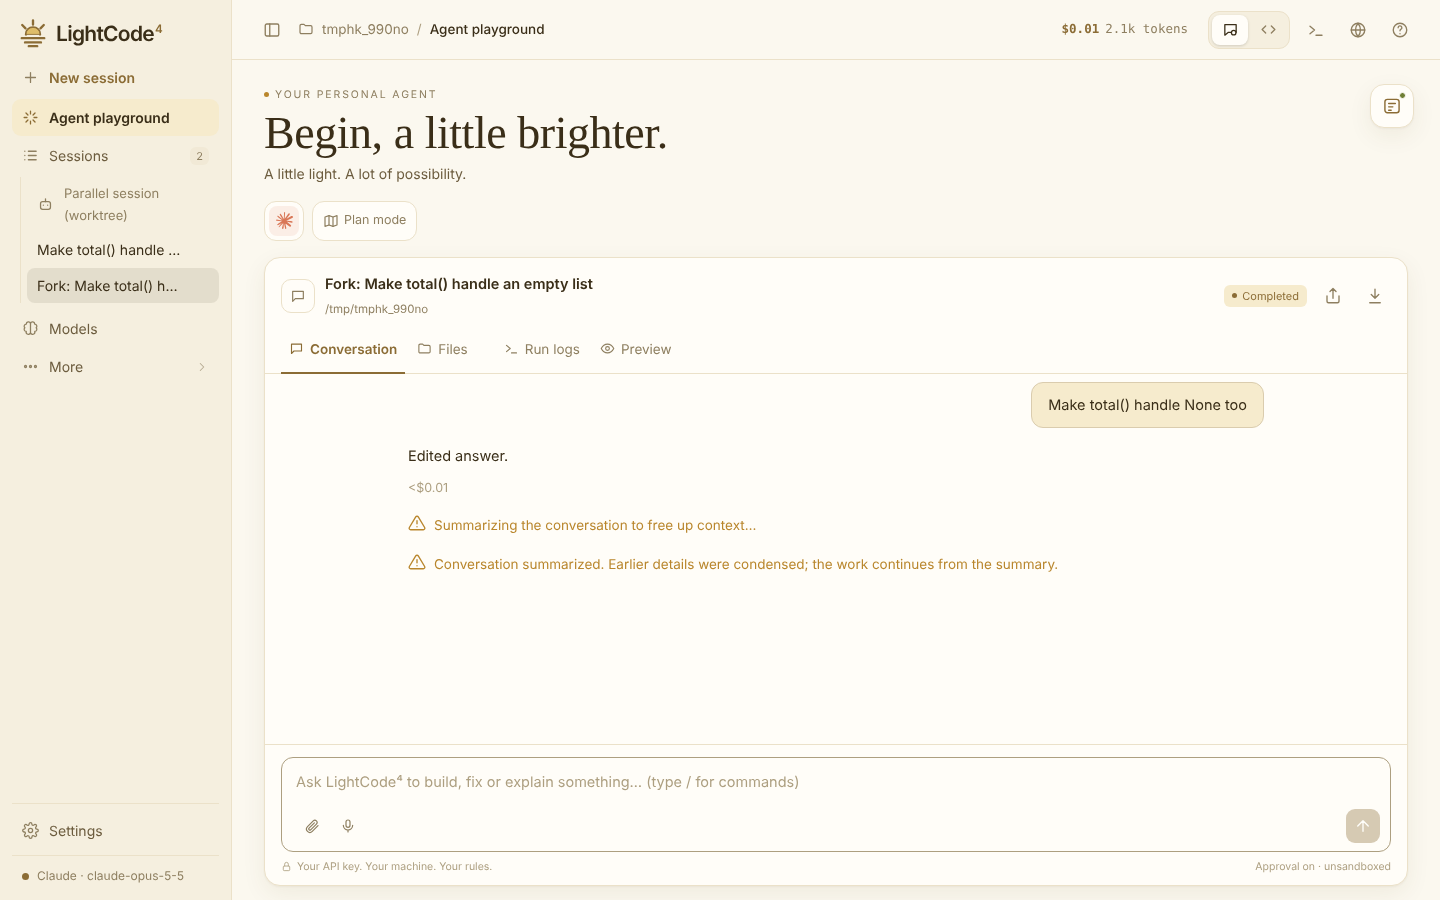 LightCode⁴
New session
Agent playground
Sessions 2
Parallel session
(worktree)
Make total() handle ...
Fork: Make total() h...
Models
More
Settings
Claude · claude-opus-5-5
tmphk_990no / Agent playground
$0.01 2.1k tokens
YOUR PERSONAL AGENT
Begin, a little brighter.
A little light. A lot of possibility.
Plan mode
Fork: Make total() handle an empty list
/tmp/tmphk_990no
Completed
Conversation Files Run logs Preview
Make total() handle None too
Edited answer.
<$0.01
Summarizing the conversation to free up context...
Conversation summarized. Earlier details were condensed; the work continues from the summary.
Ask LightCode⁴ to build, fix or explain something... (type / for commands)
Your API key. Your machine. Your rules.
Approval on · unsandboxed